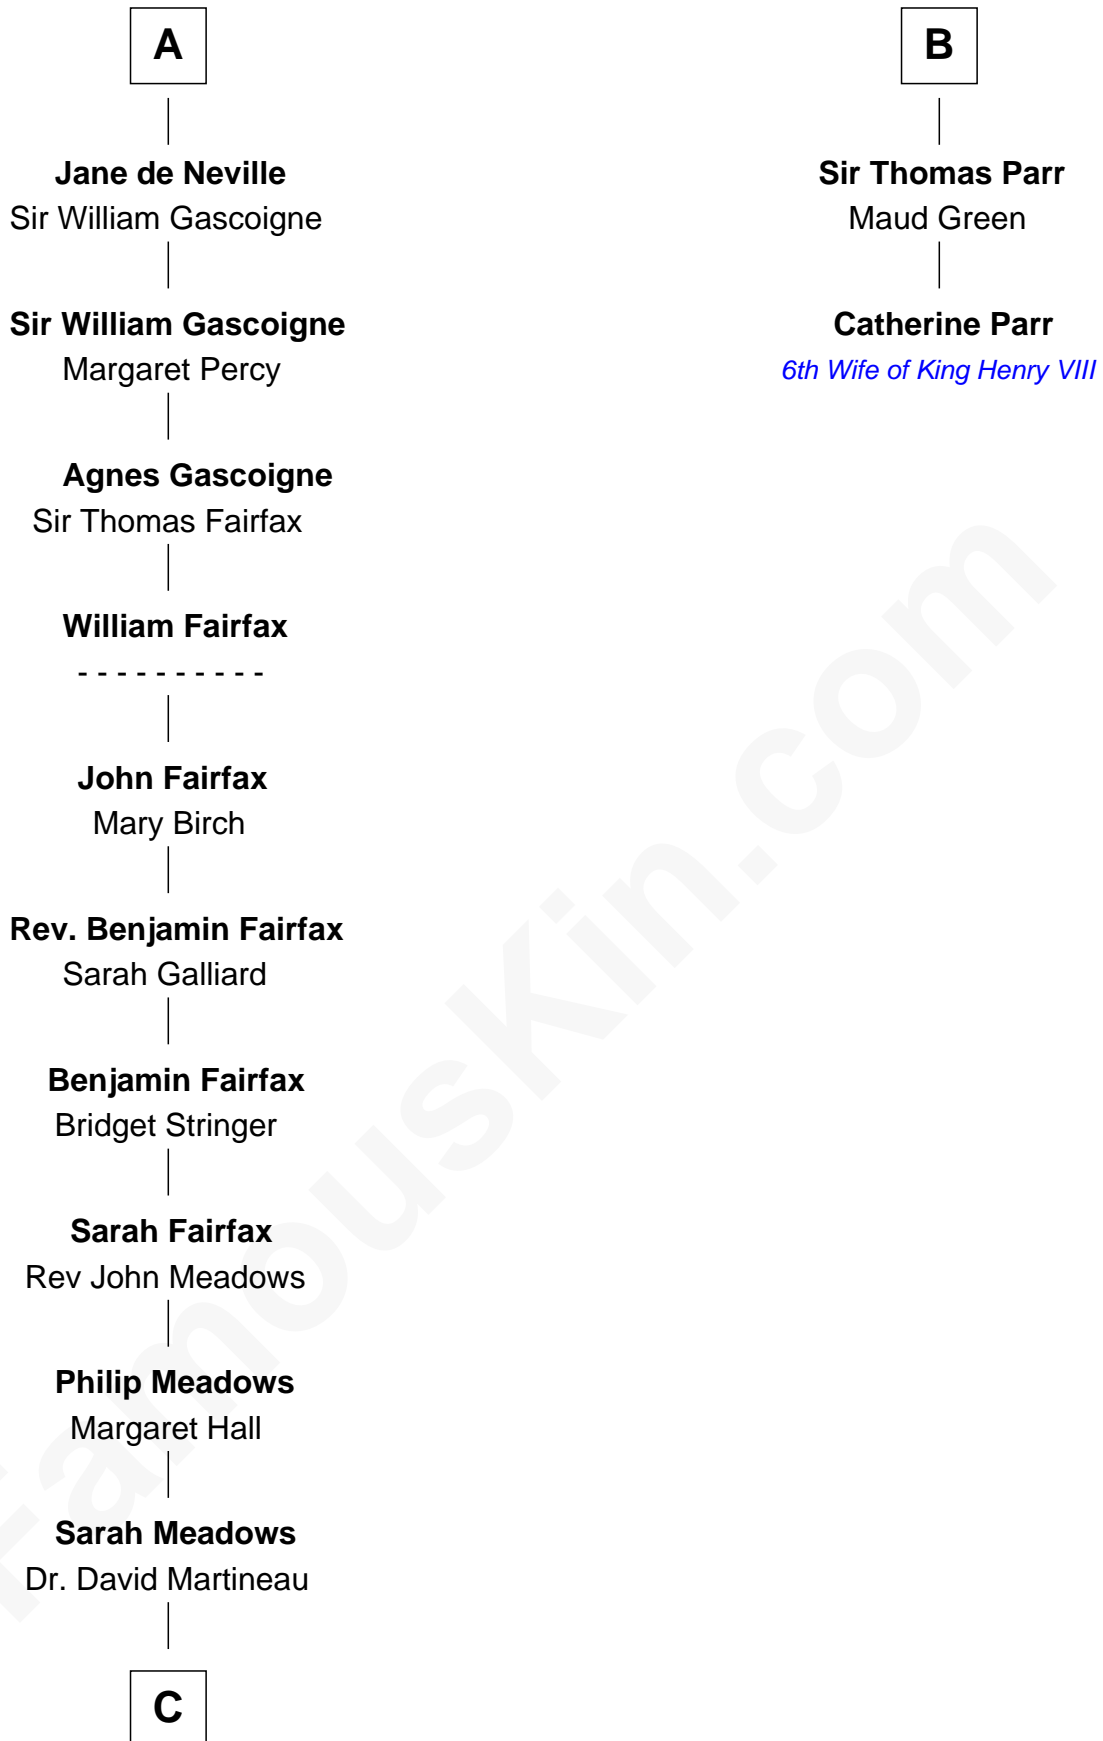 A
Jane de Neville
Sir William Gascoigne
Sir William Gascoigne
Margaret Percy
Agnes Gascoigne
Sir Thomas Fairfax
William Fairfax
- - - - - - - - - -
John Fairfax
Mary Birch
Rev. Benjamin Fairfax
Sarah Galliard
Benjamin Fairfax
Bridget Stringer
Sarah Fairfax
Rev John Meadows
Philip Meadows
Margaret Hall
Sarah Meadows
Dr. David Martineau
C
B
Sir Thomas Parr
Maud Green
Catherine Parr
6th Wife of King Henry VIII
FamousKin.com